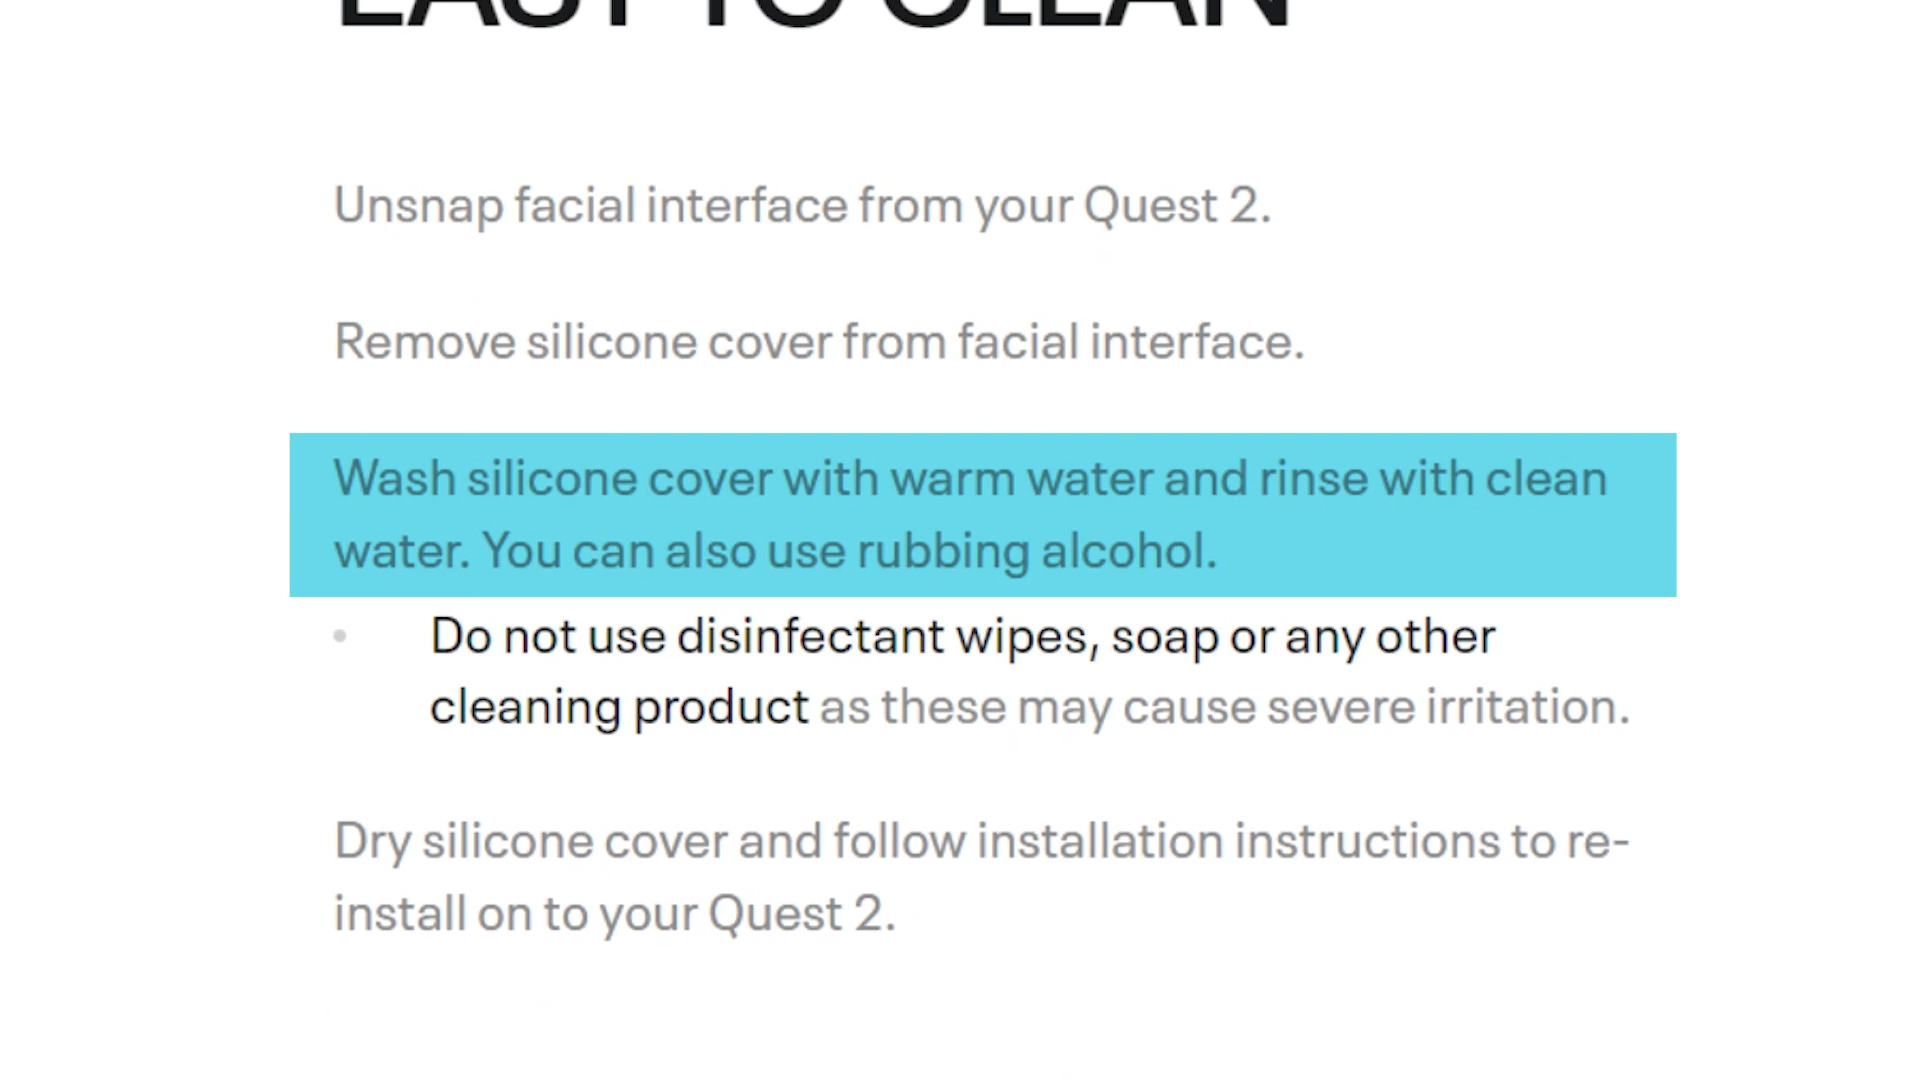 EASY TO CLEAN
Unsnap facial interface from your Quest 2.
Remove silicone cover from facial interface.
Wash silicone cover with warm water and rinse with clean
water. You can also use rubbing alcohol.
• Do not use disinfectant wipes, soap or any other
cleaning product as these may cause severe irritation.
Dry silicone cover and follow installation instructions to re-
install on to your Quest 2.